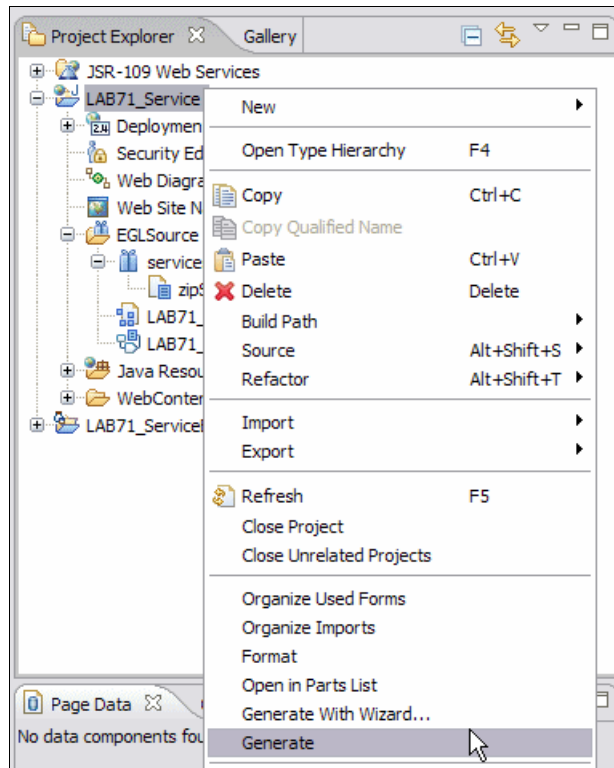 Project Explorer Gallery
JSR-109 Web Services
LAB71_Service
Deploymen
Security Ed
Web Diagra
Web Site N
EGLSource
service
zipS
LAB71_
LAB71_
Java Resou
WebConten
LAB71_Service
New
Open Type Hierarchy F4
Copy Ctrl+C
Copy Qualified Name
Paste Ctrl+V
Delete Delete
Build Path
Source Alt+Shift+S
Refactor Alt+Shift+T
Import
Export
Refresh F5
Close Project
Close Unrelated Projects
Organize Used Forms
Organize Imports
Format
Open in Parts List
Generate With Wizard...
Generate
Page Data
No data components fou